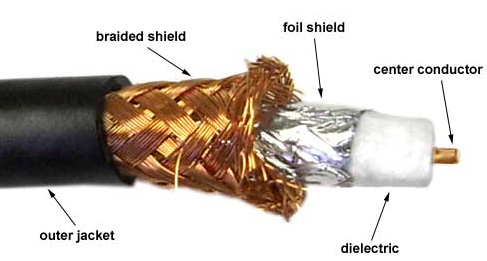 foil shield
braided shield
center conductor
outer jacket
dielectric